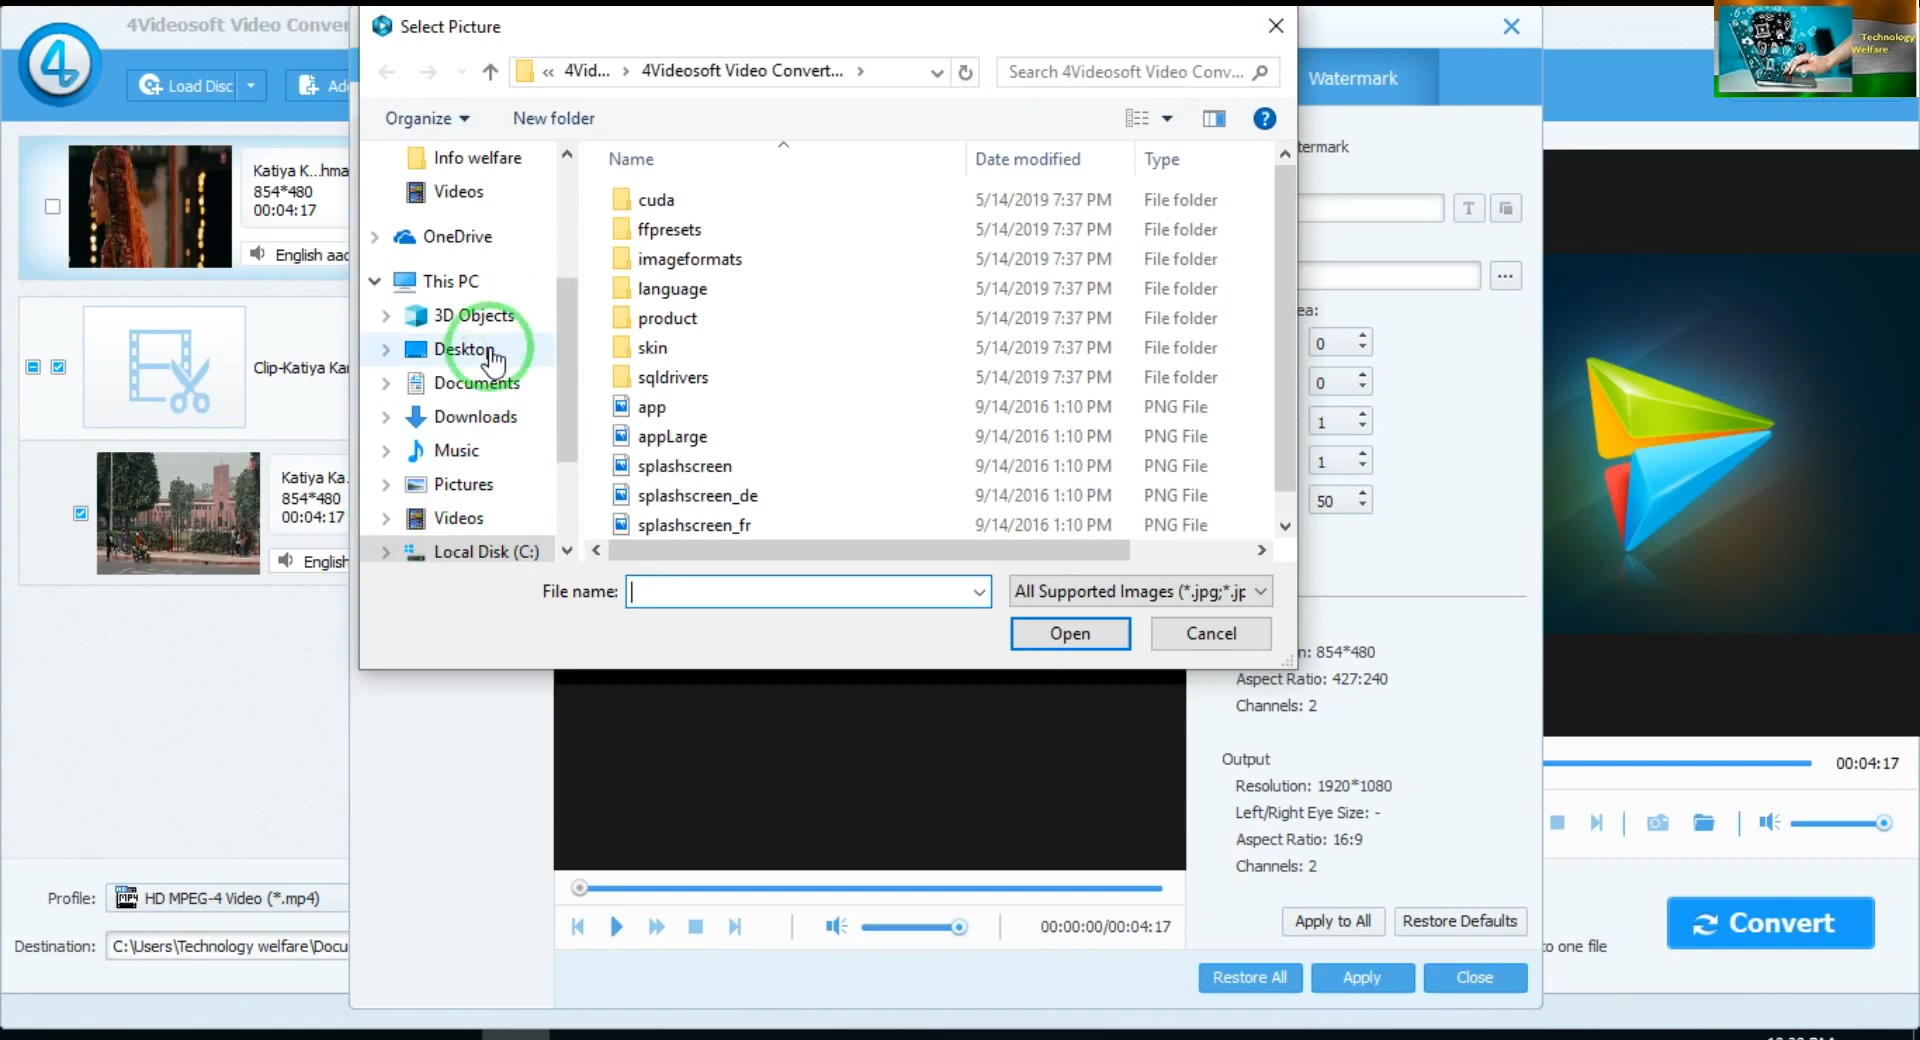 4Videosoft Video Conver
Load Disc
Ad
Select Picture
« 4Vid... › 4Videosoft Video Convert... ›
Search 4Videosoft Video Conv...
Organize
New folder
Watermark
Technology
Welfare
Info welfare
Videos
OneDrive
This PC
3D Objects
Desktop
Documents
Downloads
Music
Pictures
Videos
Local Disk (C:)
Name Date modified Type
cuda 5/14/2019 7:37 PM File folder
ffpresets 5/14/2019 7:37 PM File folder
imageformats 5/14/2019 7:37 PM File folder
language 5/14/2019 7:37 PM File folder
product 5/14/2019 7:37 PM File folder
skin 5/14/2019 7:37 PM File folder
sqldrivers 5/14/2019 7:37 PM File folder
app 9/14/2016 1:10 PM PNG File
appLarge 9/14/2016 1:10 PM PNG File
splashscreen 9/14/2016 1:10 PM PNG File
splashscreen_de 9/14/2016 1:10 PM PNG File
splashscreen_fr 9/14/2016 1:10 PM PNG File
File name:
All Supported Images (*.jpg;*.jp
Open
Cancel
Katiya K...hma
854*480
00:04:17
English aac
Clip-Katiya Ka
Katiya Ka
854*480
00:04:17
English
termark
T
...
ea:
0
0
1
1
50
n: 854*480
Aspect Ratio: 427:240
Channels: 2
Output
Resolution: 1920*1080
Left/Right Eye Size: -
Aspect Ratio: 16:9
Channels: 2
Apply to All
Restore Defaults
Restore All
Apply
Close
00:00:00/00:04:17
00:04:17
Profile: HD MPEG-4 Video (*.mp4)
Destination: C:\Users\Technology welfare\Docu
to one file
Convert